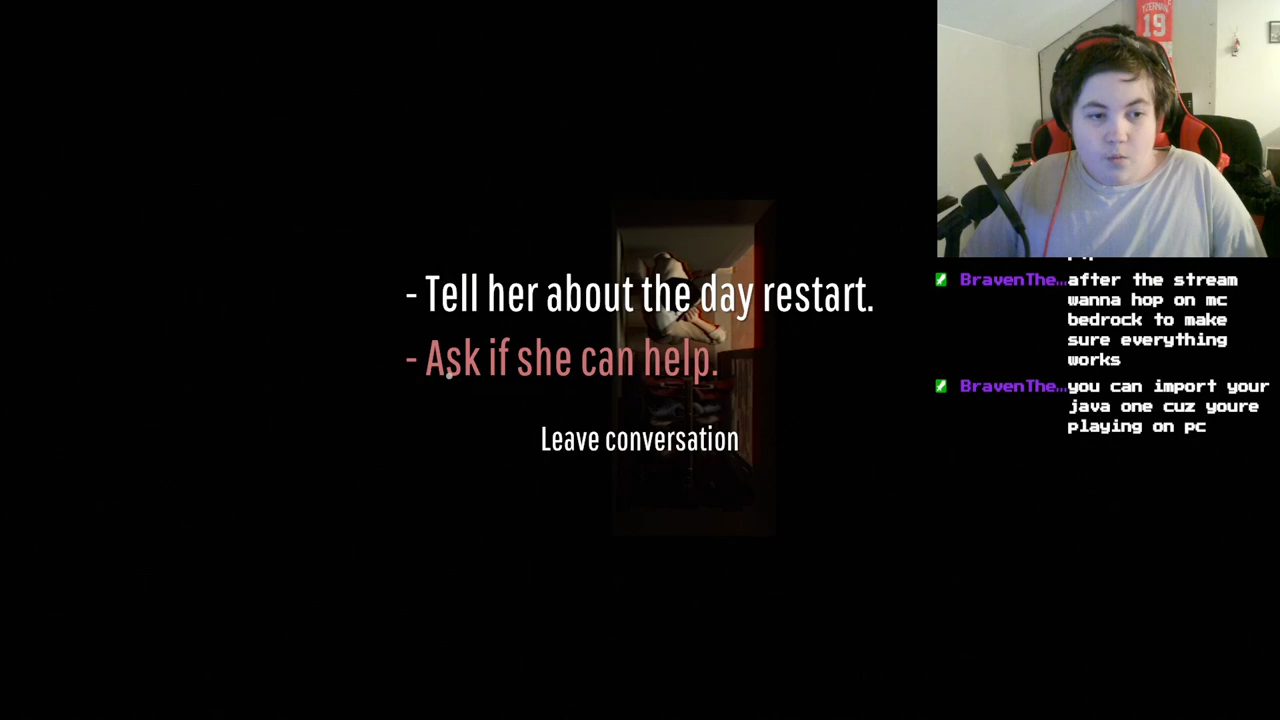 YZERMAN
19
- Tell her about the day restart.
- Ask if she can help.
Leave conversation
BravenThe... after the stream
wanna hop on mc
bedrock to make
sure everything
works
BravenThe... you can import your
java one cuz youre
playing on pc